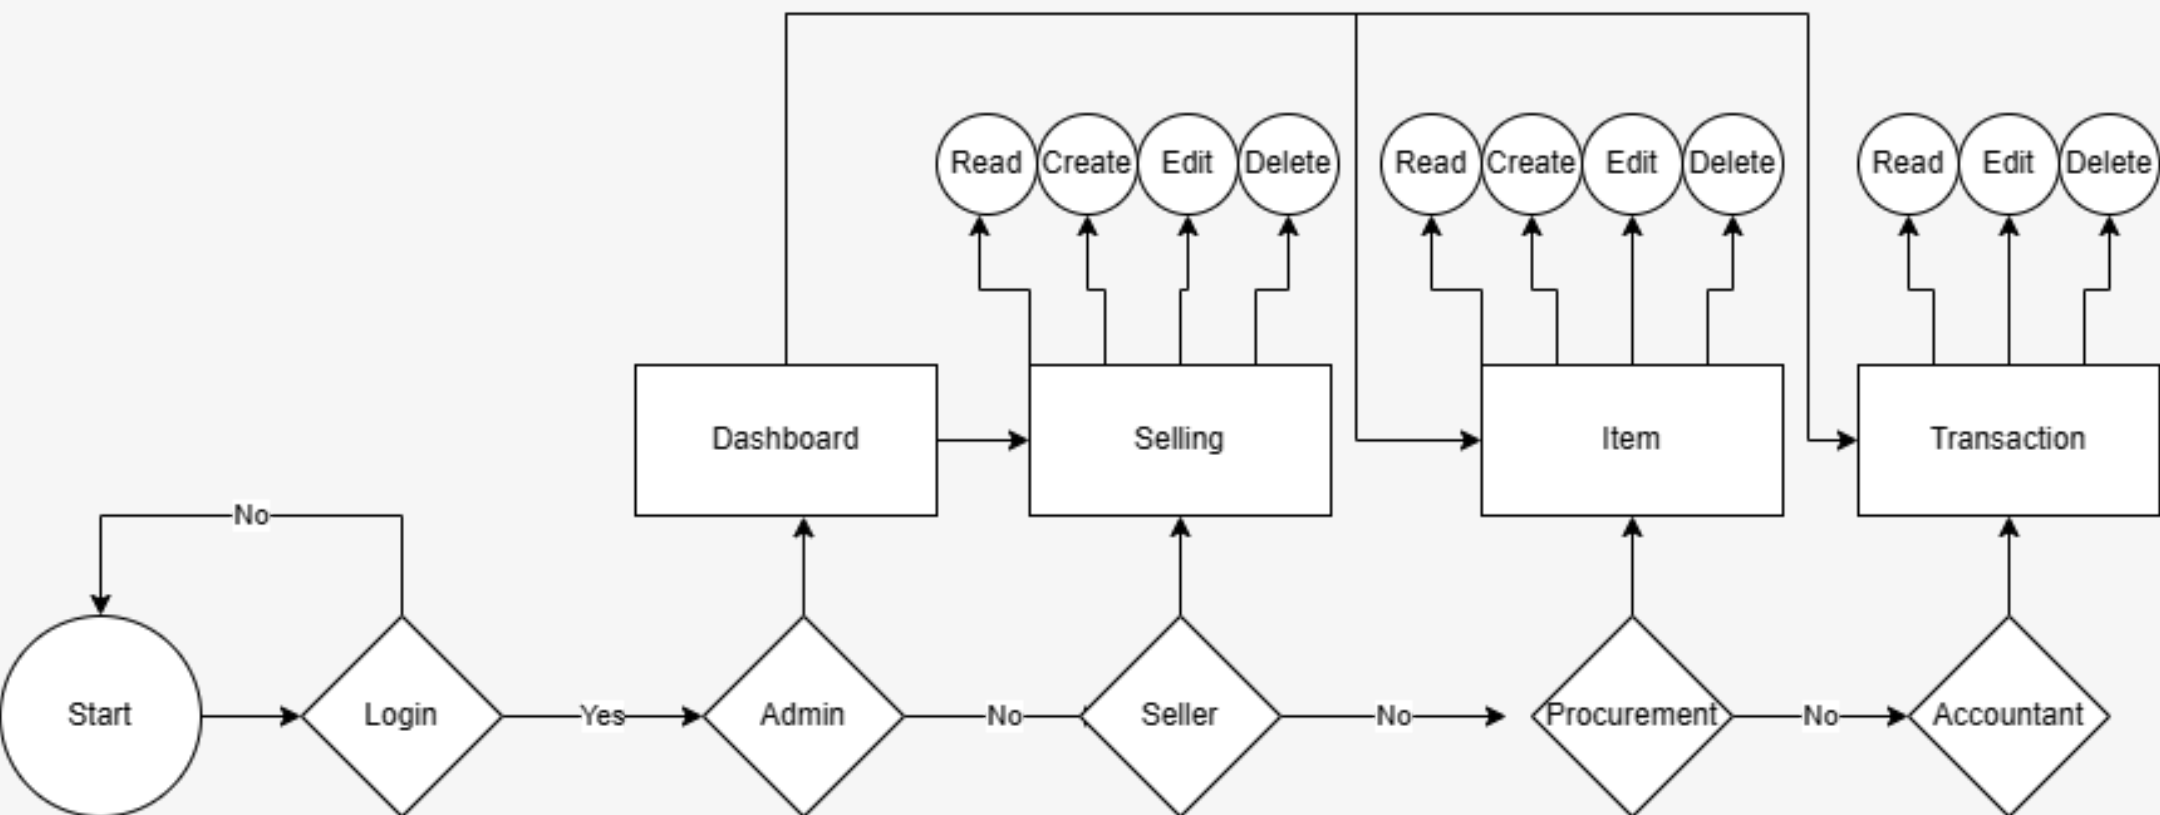 Read
Create
Edit
Delete
Read
Create
Edit
Delete
Read
Edit
Delete
Dashboard
Selling
Item
Transaction
No
Start
Login
Yes
Admin
No
Seller
No
Procurement
No
Accountant